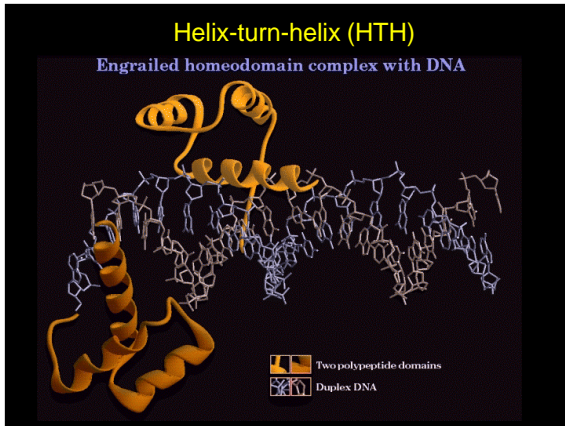 Helix-turn-helix (HTH)
Engrailed homeodomain complex with DNA
Two polypeptide domains
Duplex DNA